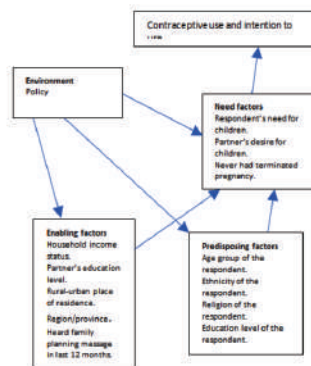 Contraceptive use and intention to
Environment
Policy
Need factors
Respondent's need for
children.
Partner's desire for
children.
Never had terminated
pregnancy.
Enabling factors
Household income
status.
Partner's education
level.
Rural-urban place
of residence.
Region/province.
Heard family
planning message
in last 12 months.
Predisposing factors
Age group of the
respondent.
Ethnicity of the
respondent.
Religion of the
respondent.
Education level of the
respondent.